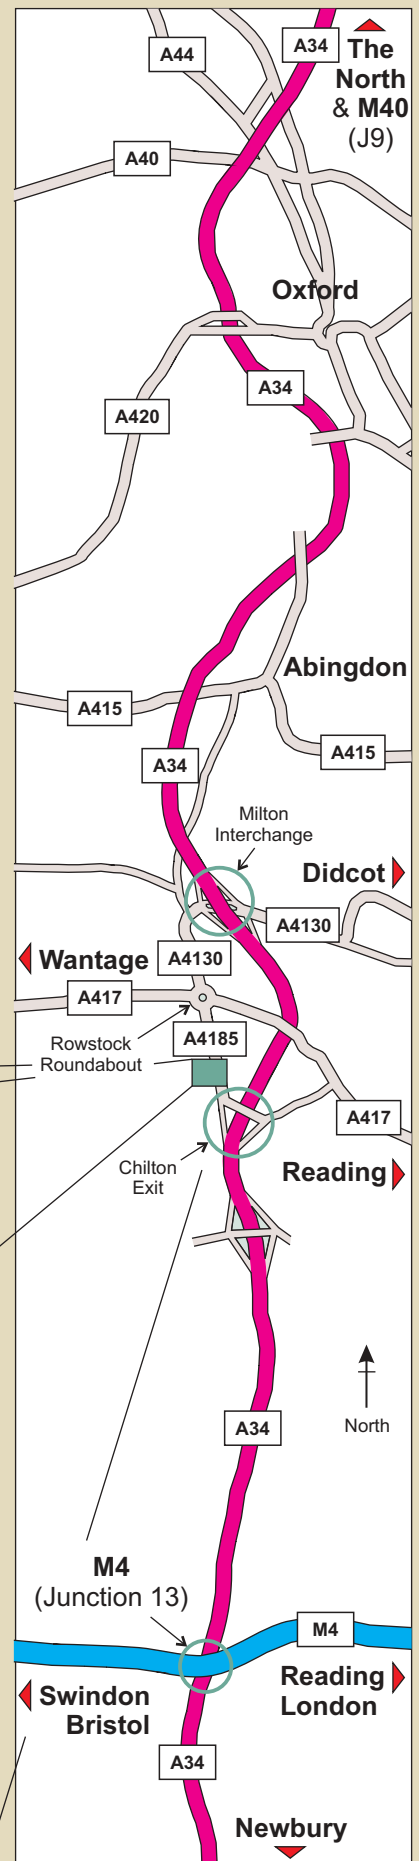 A44
A34
The
North
& M40
(J9)
A40
Oxford
A34
A420
Abingdon
A415
A415
A34
Milton
Interchange
Didcot
A4130
Wantage
A4130
A417
A4185
Rowstock
Roundabout
A417
Chilton
Exit
Reading
North
A34
M4
(Junction 13)
M4
Swindon
Bristol
Reading
London
A34
Newbury